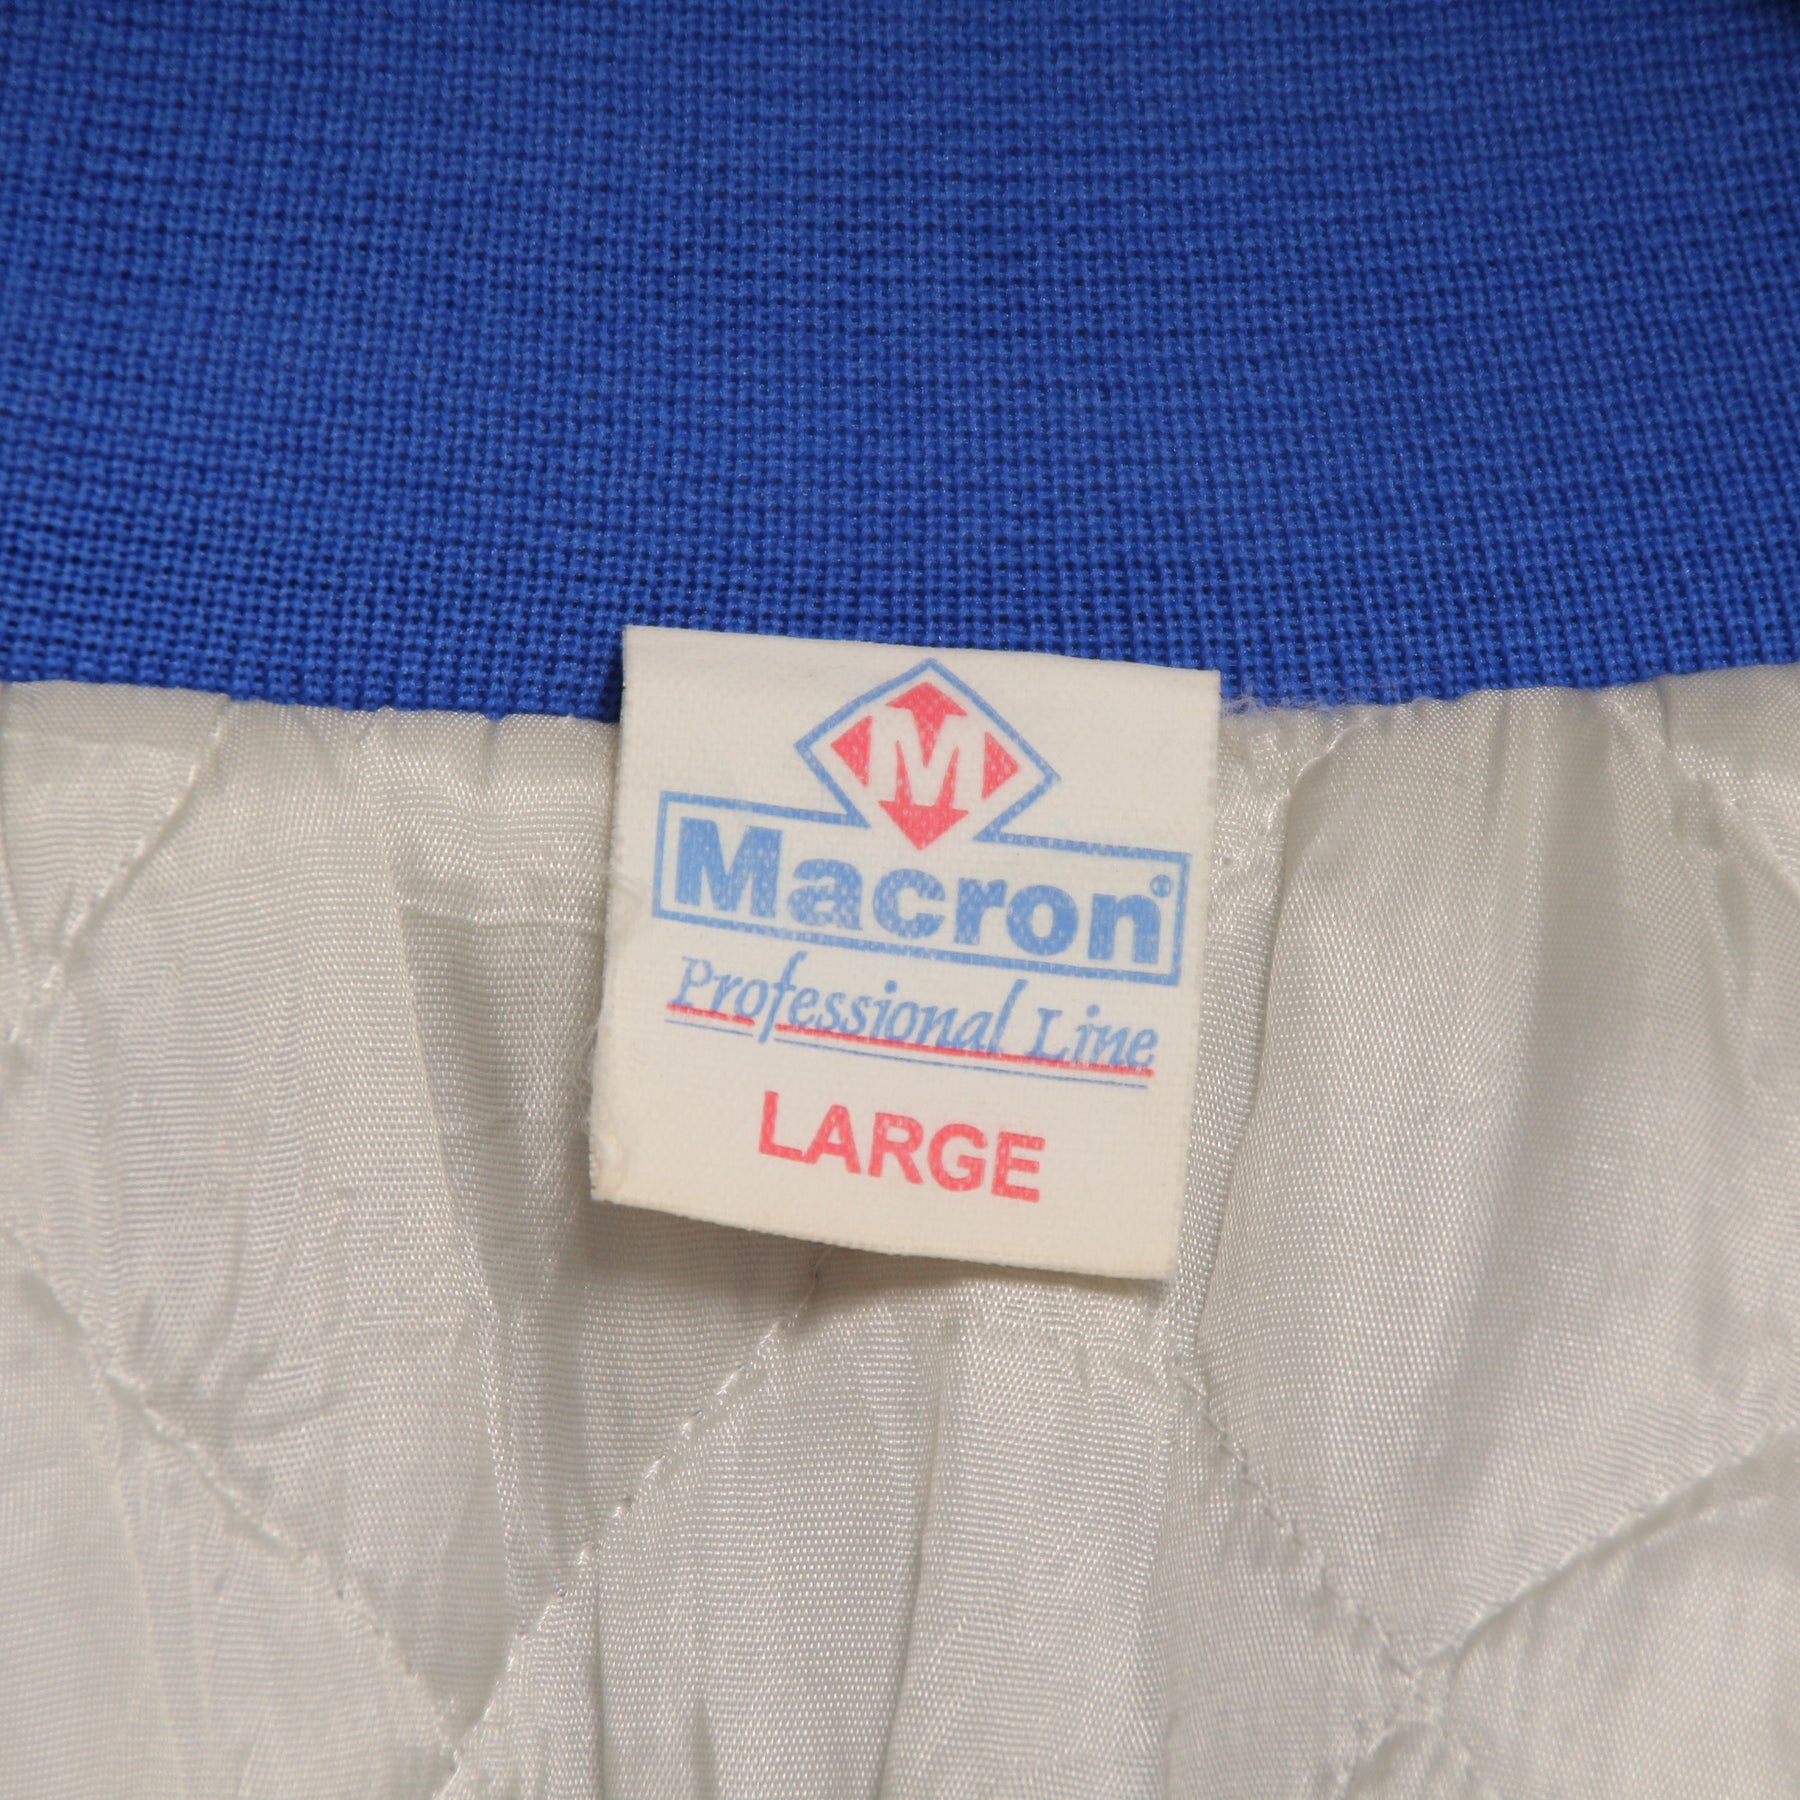 M
Macron®
Professional Line
LARGE